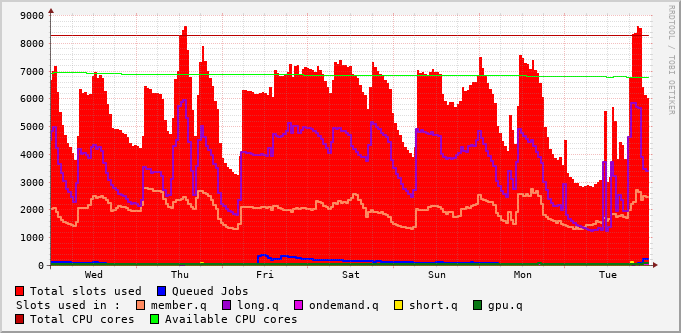 9000
8000
7000
6000
5000
4000
3000
2000
1000
0
Wed Thu Fri Sat Sun Mon Tue
RRDTOOL / TOBI OETIKER
Total slots used Queued Jobs
Slots used in : member.q long.q ondemand.q short.q gpu.q
Total CPU cores Available CPU cores